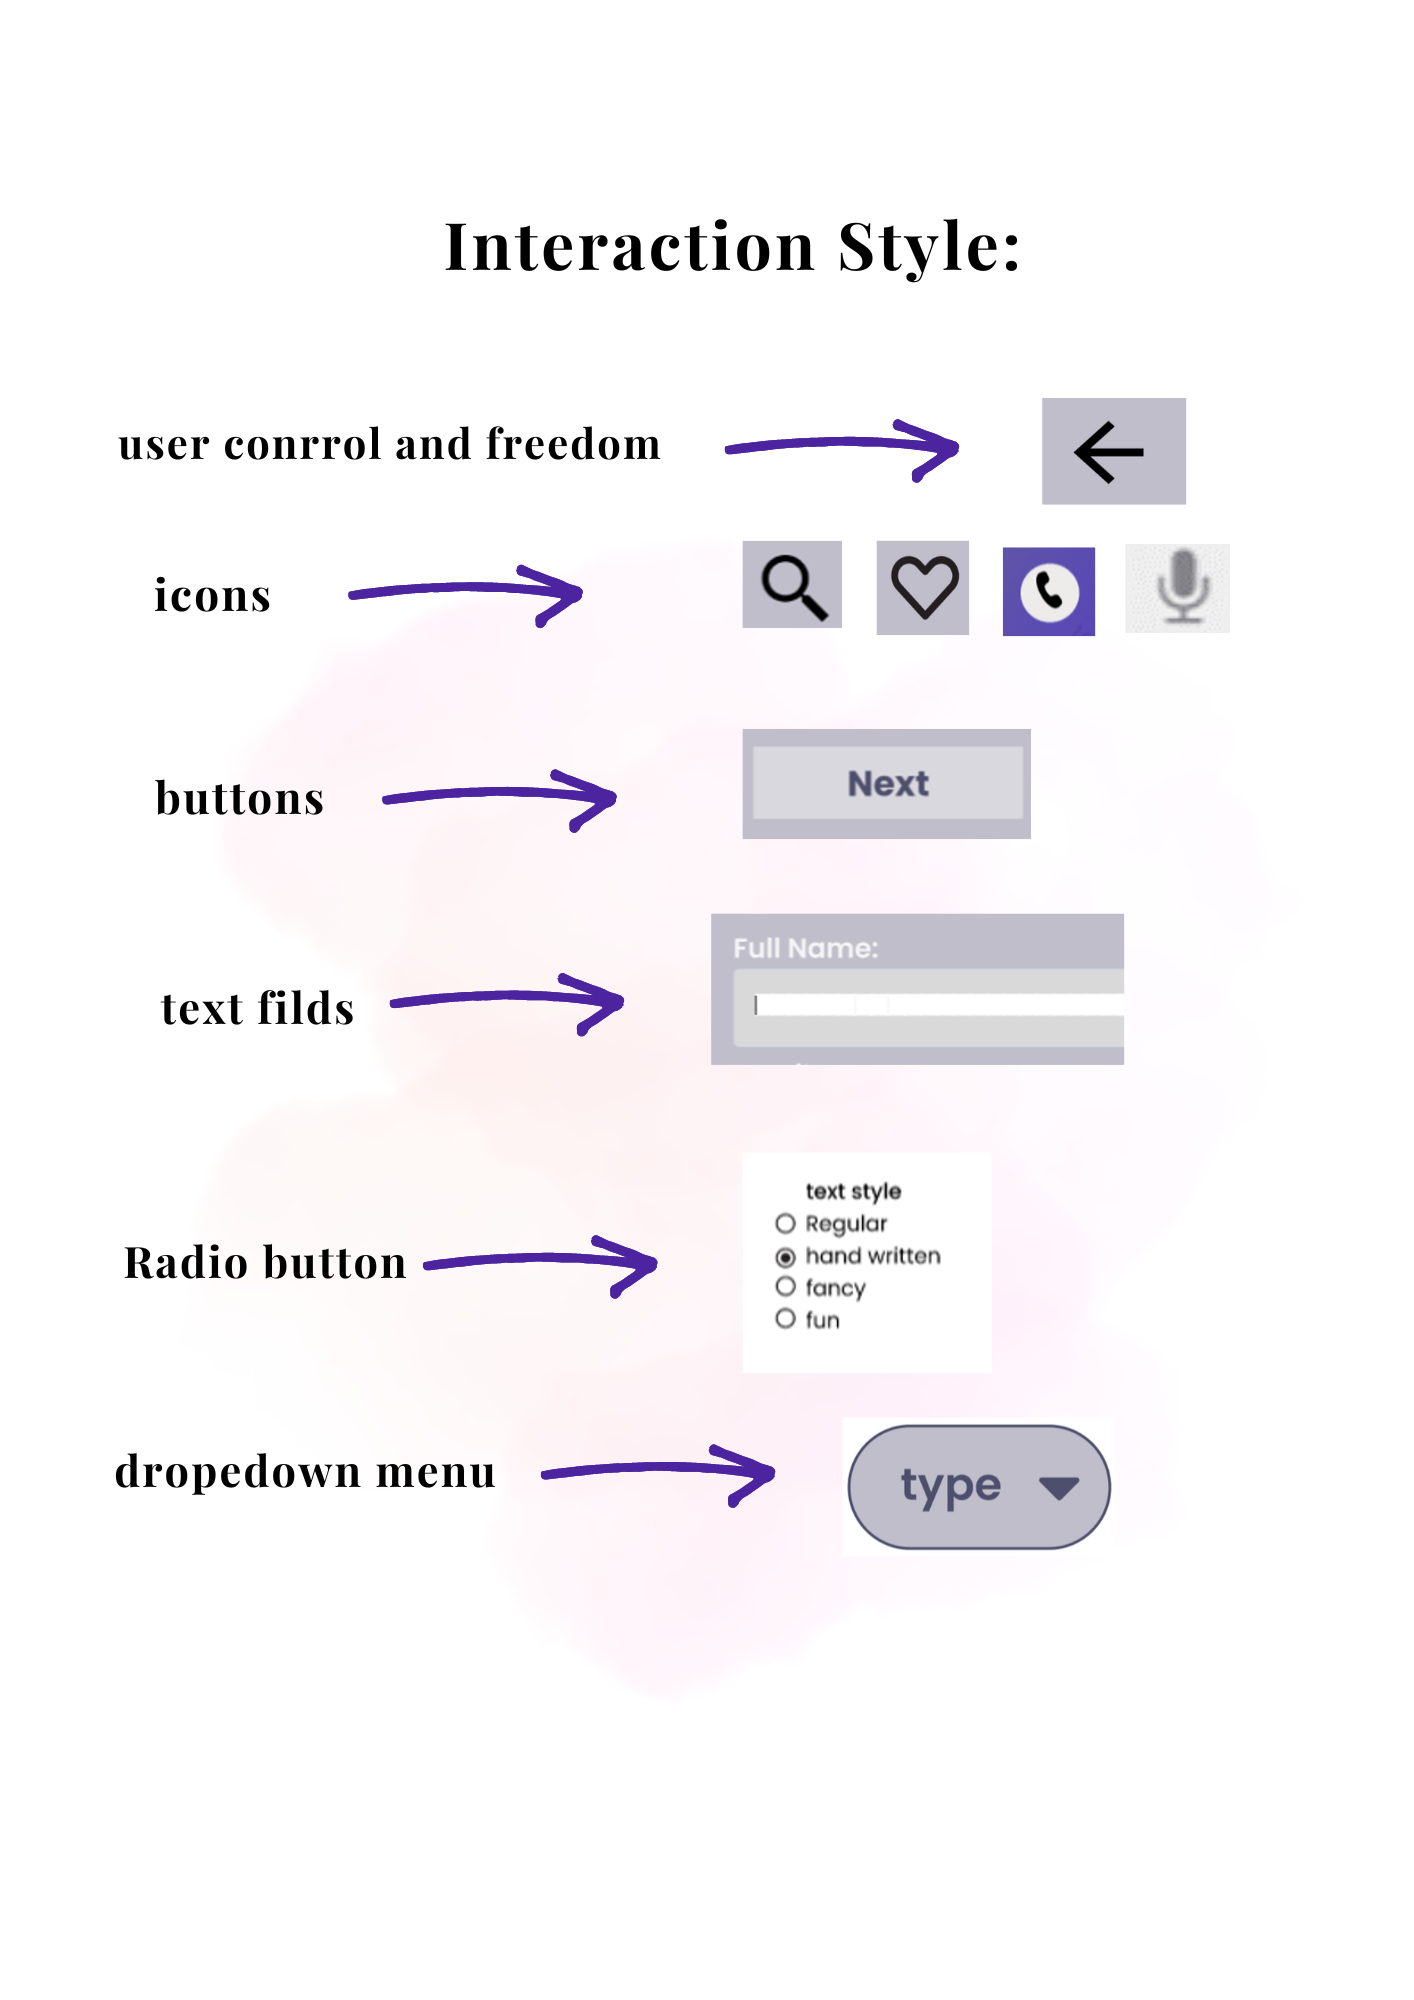 Interaction Style:
user conrrol and freedom
icons
buttons
Next
text filds
Full Name:
Radio button
text style
Regular
hand written
fancy
fun
dropedown menu
type